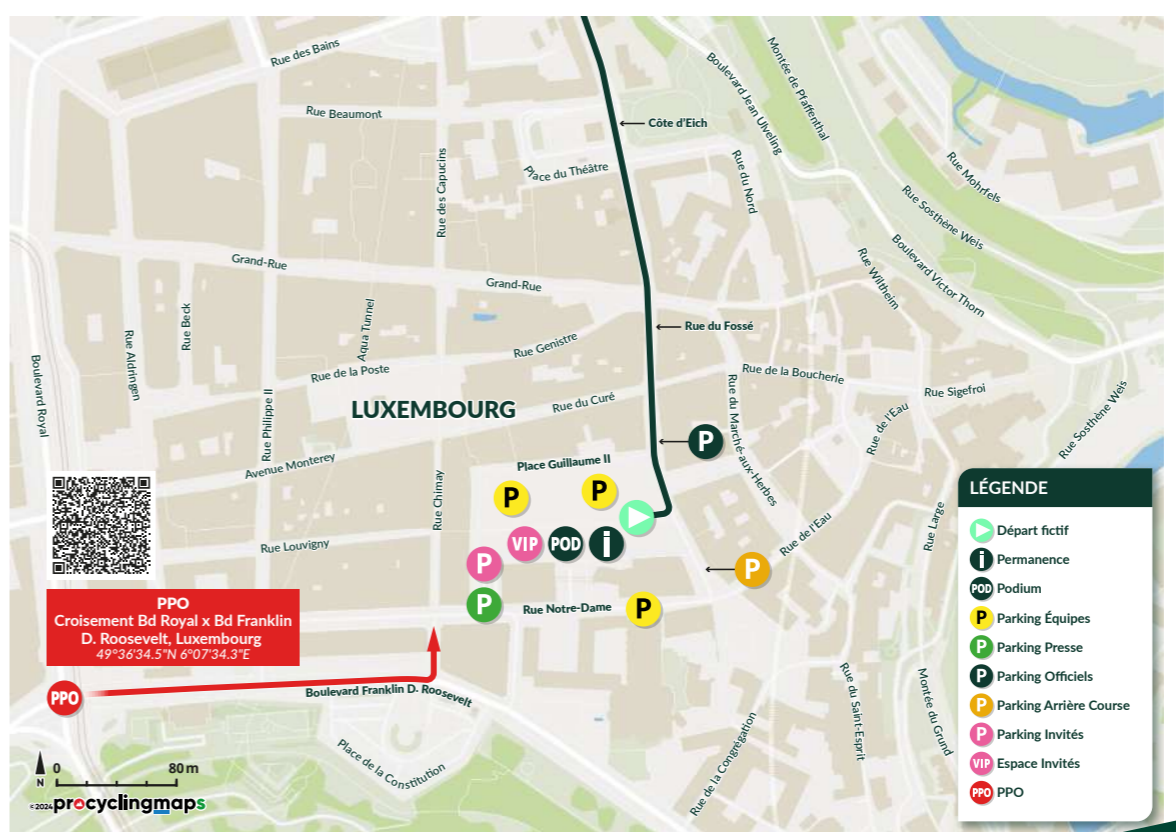 Rue des Bains
Montée de Pfaffenthal
Boulevard Jean Ulveling
Rue Beaumont
Côte d'Eich
Rue des Capucins
Place du Théâtre
Rue du Nord
Rue Mohrfels
Rue Sosthène Weis
Grand-Rue
Grand-Rue
Rue Wiltheim
Boulevard Victor Thorn
Rue Beck
Rue Aldringen
Aqua Tunnel
Rue Genistre
Rue du Fossé
Boulevard Royal
Rue Philippe II
Rue de la Poste
Rue de la Boucherie
Rue Sigefroi
Rue Sosthène Weis
LUXEMBOURG
Rue du Curé
Rue du Marché-aux-Herbes
Rue de l'Eau
P
Avenue Monterey
Rue Chimay
Place Guillaume II
P
P
Rue Large
Rue Louvigny
VIP
POD
i
Rue de l'Eau
P
P
P
Rue Notre-Dame
P
PPO
Croisement Bd Royal x Bd Franklin
D. Roosevelt, Luxembourg
49°36'34.5"N 6°07'34.3"E
PPO
Boulevard Franklin D. Roosevelt
Place de la Constitution
Rue de la Congrégation
Rue du Saint-Esprit
Montée du Grund
LÉGENDE
Départ fictif
i Permanence
POD Podium
P Parking Équipes
P Parking Presse
P Parking Officiels
P Parking Arrière Course
P Parking Invités
VIP Espace Invités
PPO PPO
N
0 80 m
©2024 procyclingmaps